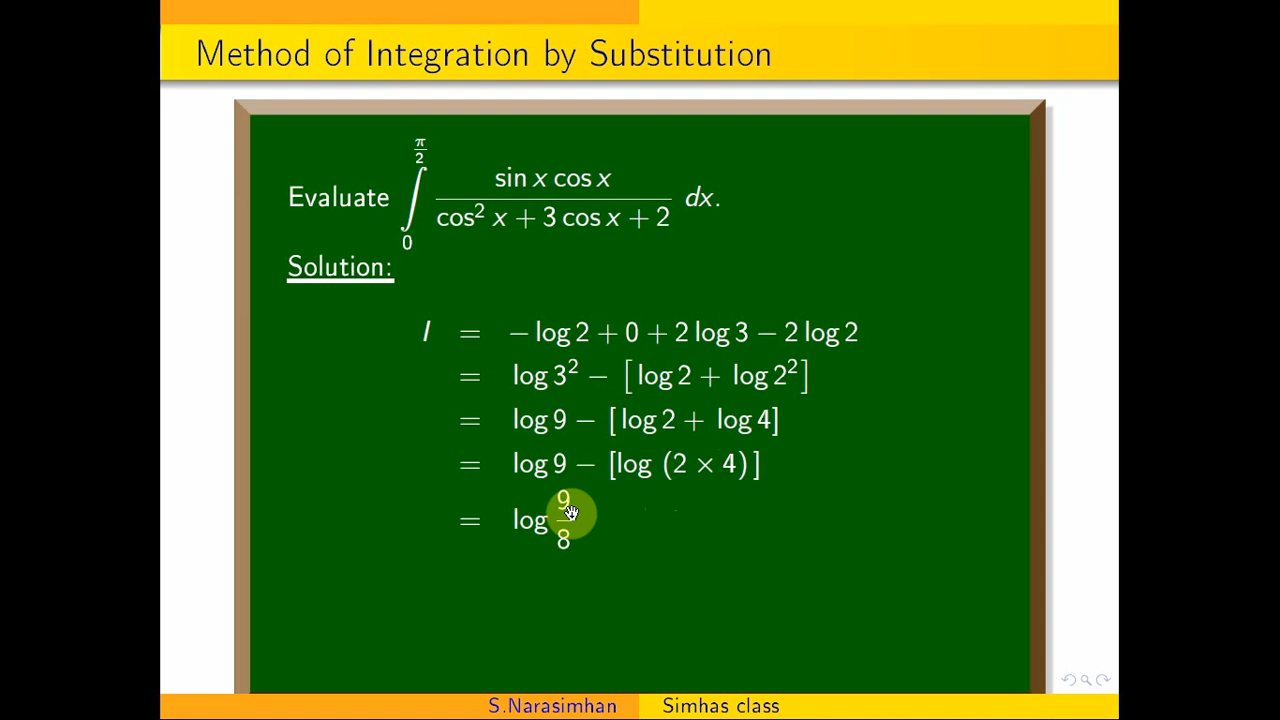 Method of Integration by Substitution
Evaluate ∫₀^{π/2} \frac{sin x cos x}{cos² x + 3 cos x + 2} dx.
Solution:
I = − log 2 + 0 + 2 log 3 − 2 log 2
= log 3² − [ log 2 + log 2² ]
= log 9 − [ log 2 + log 4]
= log 9 − [log (2 × 4)]
= log \frac{9}{8}
S.Narasimhan Simhas class